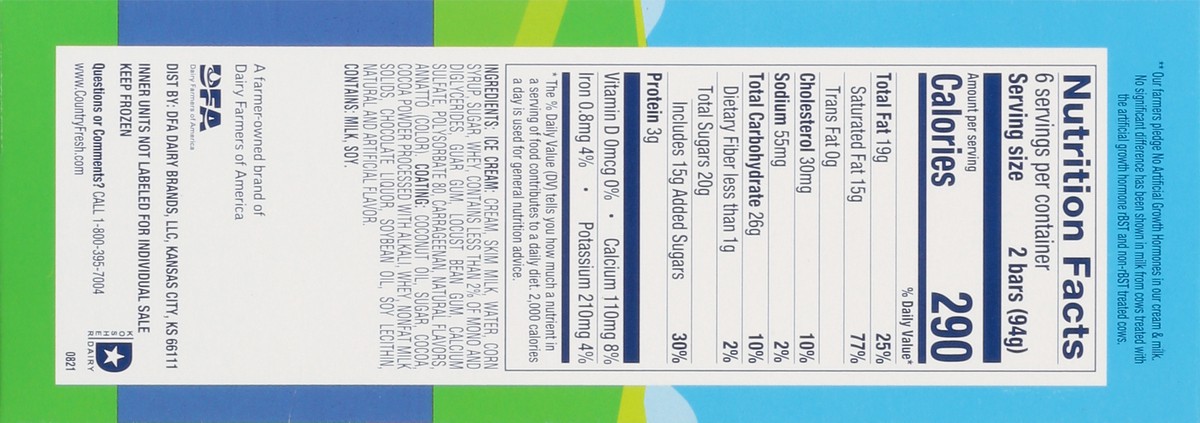 ** Our farmers pledge No Artificial Growth Hormones in our cream & milk.
No significant difference has been shown in milk from cows treated with
the artificial growth hormone rBST and non-rBST treated cows.
Nutrition Facts
6 servings per container
Serving size 2 bars (94g)
Amount per serving
Calories 290
% Daily Value*
Total Fat 19g 25%
Saturated Fat 15g 77%
Trans Fat 0g
Cholesterol 30mg 10%
Sodium 55mg 2%
Total Carbohydrate 26g 10%
Dietary Fiber less than 1g 2%
Total Sugars 20g
Includes 15g Added Sugars 30%
Protein 3g
Vitamin D 0mcg 0% • Calcium 110mg 8%
Iron 0.8mg 4% • Potassium 210mg 4%
* The % Daily Value (DV) tells you how much a nutrient in
a serving of food contributes to a daily diet. 2,000 calories
a day is used for general nutrition advice.
INGREDIENTS: ICE CREAM: CREAM, SKIM MILK, WATER, CORN
SYRUP, SUGAR, WHEY, CONTAINS LESS THAN 2% OF MONO AND
DIGLYCERIDES, GUAR GUM, LOCUST BEAN GUM, CALCIUM
SULFATE, POLYSORBATE 80, CARRAGEENAN, NATURAL FLAVORS,
ANNATTO (COLOR). COATING: COCONUT OIL, SUGAR, COCOA,
COCOA POWDER PROCESSED WITH ALKALI, WHEY, NONFAT MILK
SOLIDS, CHOCOLATE LIQUOR, SOYBEAN OIL, SOY LECITHIN,
NATURAL AND ARTIFICIAL FLAVOR.
CONTAINS: MILK, SOY.
A farmer-owned brand of
Dairy Farmers of America
DFA
Dairy Farmers of America
DIST BY: DFA DAIRY BRANDS, LLC, KANSAS CITY, KS 66111
INNER UNITS NOT LABELED FOR INDIVIDUAL SALE
KEEP FROZEN
Questions or Comments? CALL 1-800-395-7004
www.CountryFresh.com
KOSHER
DAIRY
0821